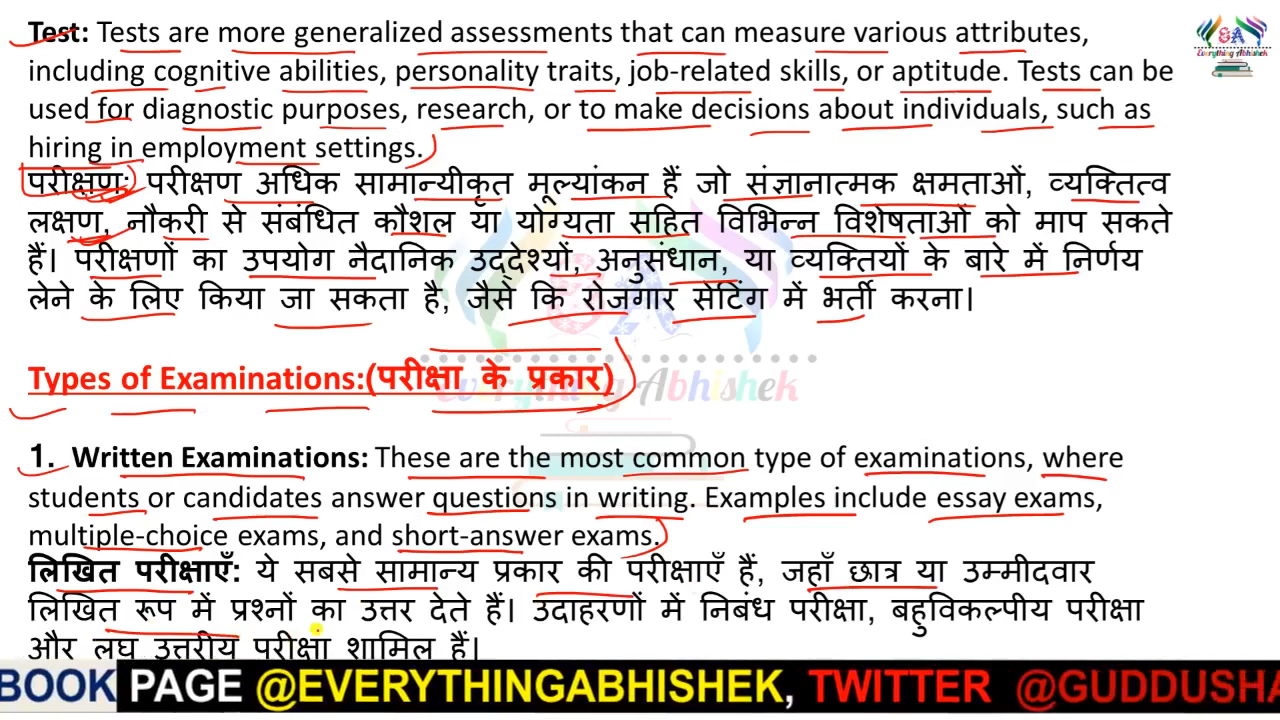 Test: Tests are more generalized assessments that can measure various attributes,
including cognitive abilities, personality traits, job-related skills, or aptitude. Tests can be
used for diagnostic purposes, research, or to make decisions about individuals, such as
hiring in employment settings.
परीक्षण: परीक्षण अधिक सामान्यीकृत मूल्यांकन हैं जो संज्ञानात्मक क्षमताओं, व्यक्तित्व
लक्षण, नौकरी से संबंधित कौशल या योग्यता सहित विभिन्न विशेषताओं को माप सकते
हैं। परीक्षणों का उपयोग नैदानिक उद्देश्यों, अनुसंधान, या व्यक्तियों के बारे में निर्णय
लेने के लिए किया जा सकता है, जैसे कि रोजगार सेटिंग में भर्ती करना।
Types of Examinations:(परीक्षा के प्रकार)
Everything Abhishek
1. Written Examinations: These are the most common type of examinations, where
students or candidates answer questions in writing. Examples include essay exams,
multiple-choice exams, and short-answer exams.
लिखित परीक्षाएँ: ये सबसे सामान्य प्रकार की परीक्षाएँ हैं, जहाँ छात्र या उम्मीदवार
लिखित रूप में प्रश्नों का उत्तर देते हैं। उदाहरणों में निबंध परीक्षा, बहुविकल्पीय परीक्षा
और लघु उत्तरीय परीक्षा शामिल हैं।
BOOK PAGE @EVERYTHINGABHISHEK, TWITTER @GUDDUSHA
EA
Everything Abhishek